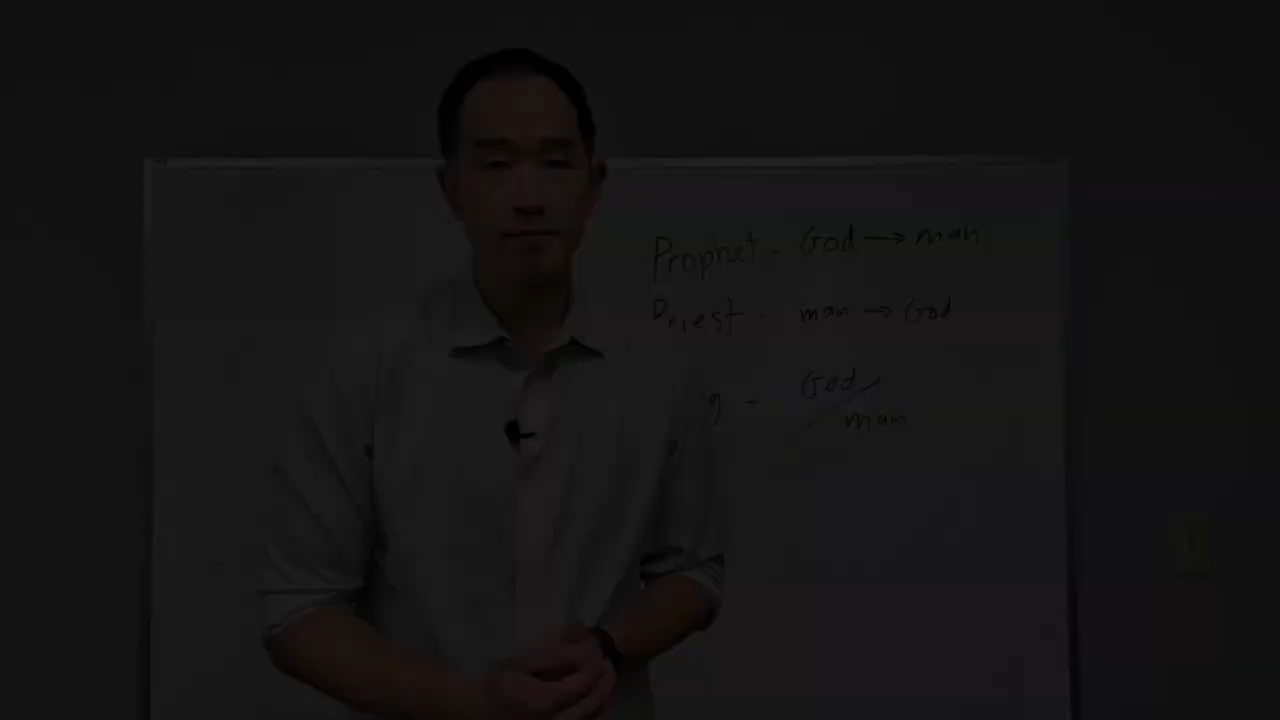 Prophet - God → man
Priest - man → God
g - God
man